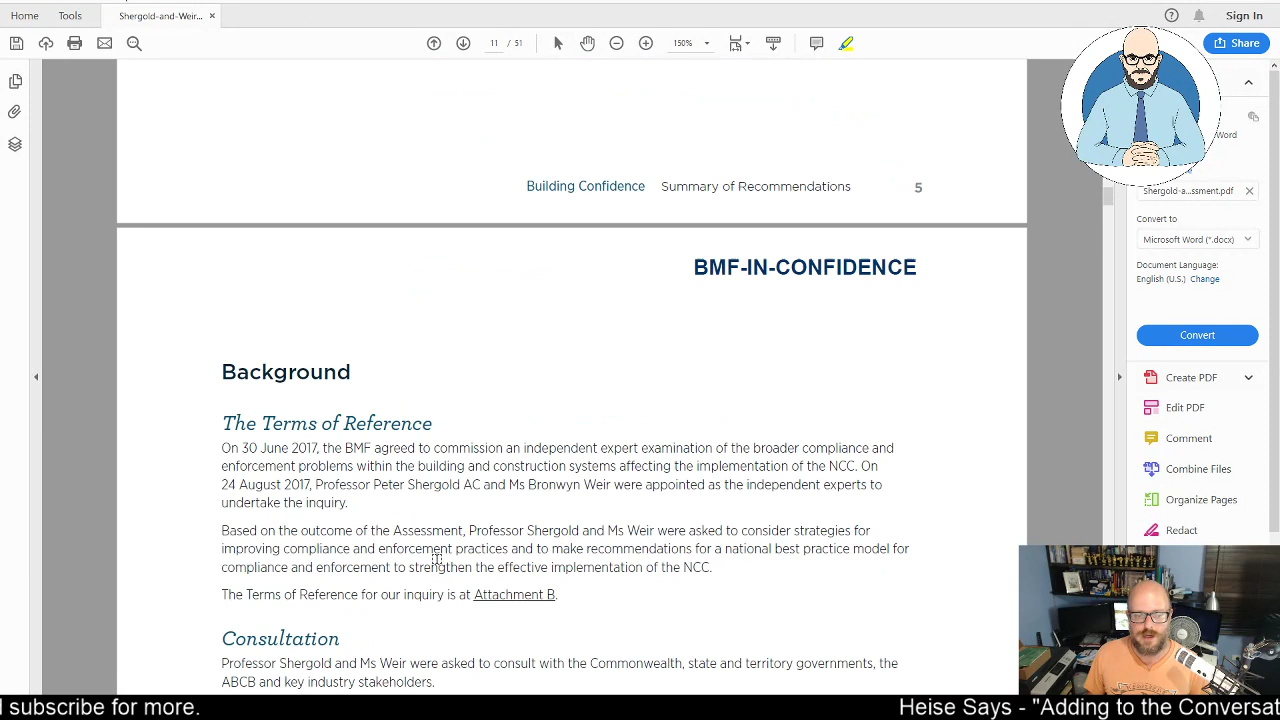 Home Tools Shergold-and-Weir... × Sign In
11 / 51 150% Share
Word
Building Confidence Summary of Recommendations 5
Shergold-a...ssment.pdf ×
Convert to
Microsoft Word (*.docx)
BMF-IN-CONFIDENCE
Document Language:
English (U.S.) Change
Convert
Background
Create PDF
Edit PDF
The Terms of Reference
Comment
On 30 June 2017, the BMF agreed to commission an independent expert examination of the broader compliance and
enforcement problems within the building and construction systems affecting the implementation of the NCC. On
Combine Files
24 August 2017, Professor Peter Shergold AC and Ms Bronwyn Weir were appointed as the independent experts to
undertake the inquiry.
Organize Pages
Based on the outcome of the Assessment, Professor Shergold and Ms Weir were asked to consider strategies for
Redact
improving compliance and enforcement practices and to make recommendations for a national best practice model for
compliance and enforcement to strengthen the effective implementation of the NCC.
The Terms of Reference for our inquiry is at Attachment B.
Consultation
Professor Shergold and Ms Weir were asked to consult with the Commonwealth, state and territory governments, the
ABCB and key industry stakeholders.
d subscribe for more. Heise Says - "Adding to the Conversat